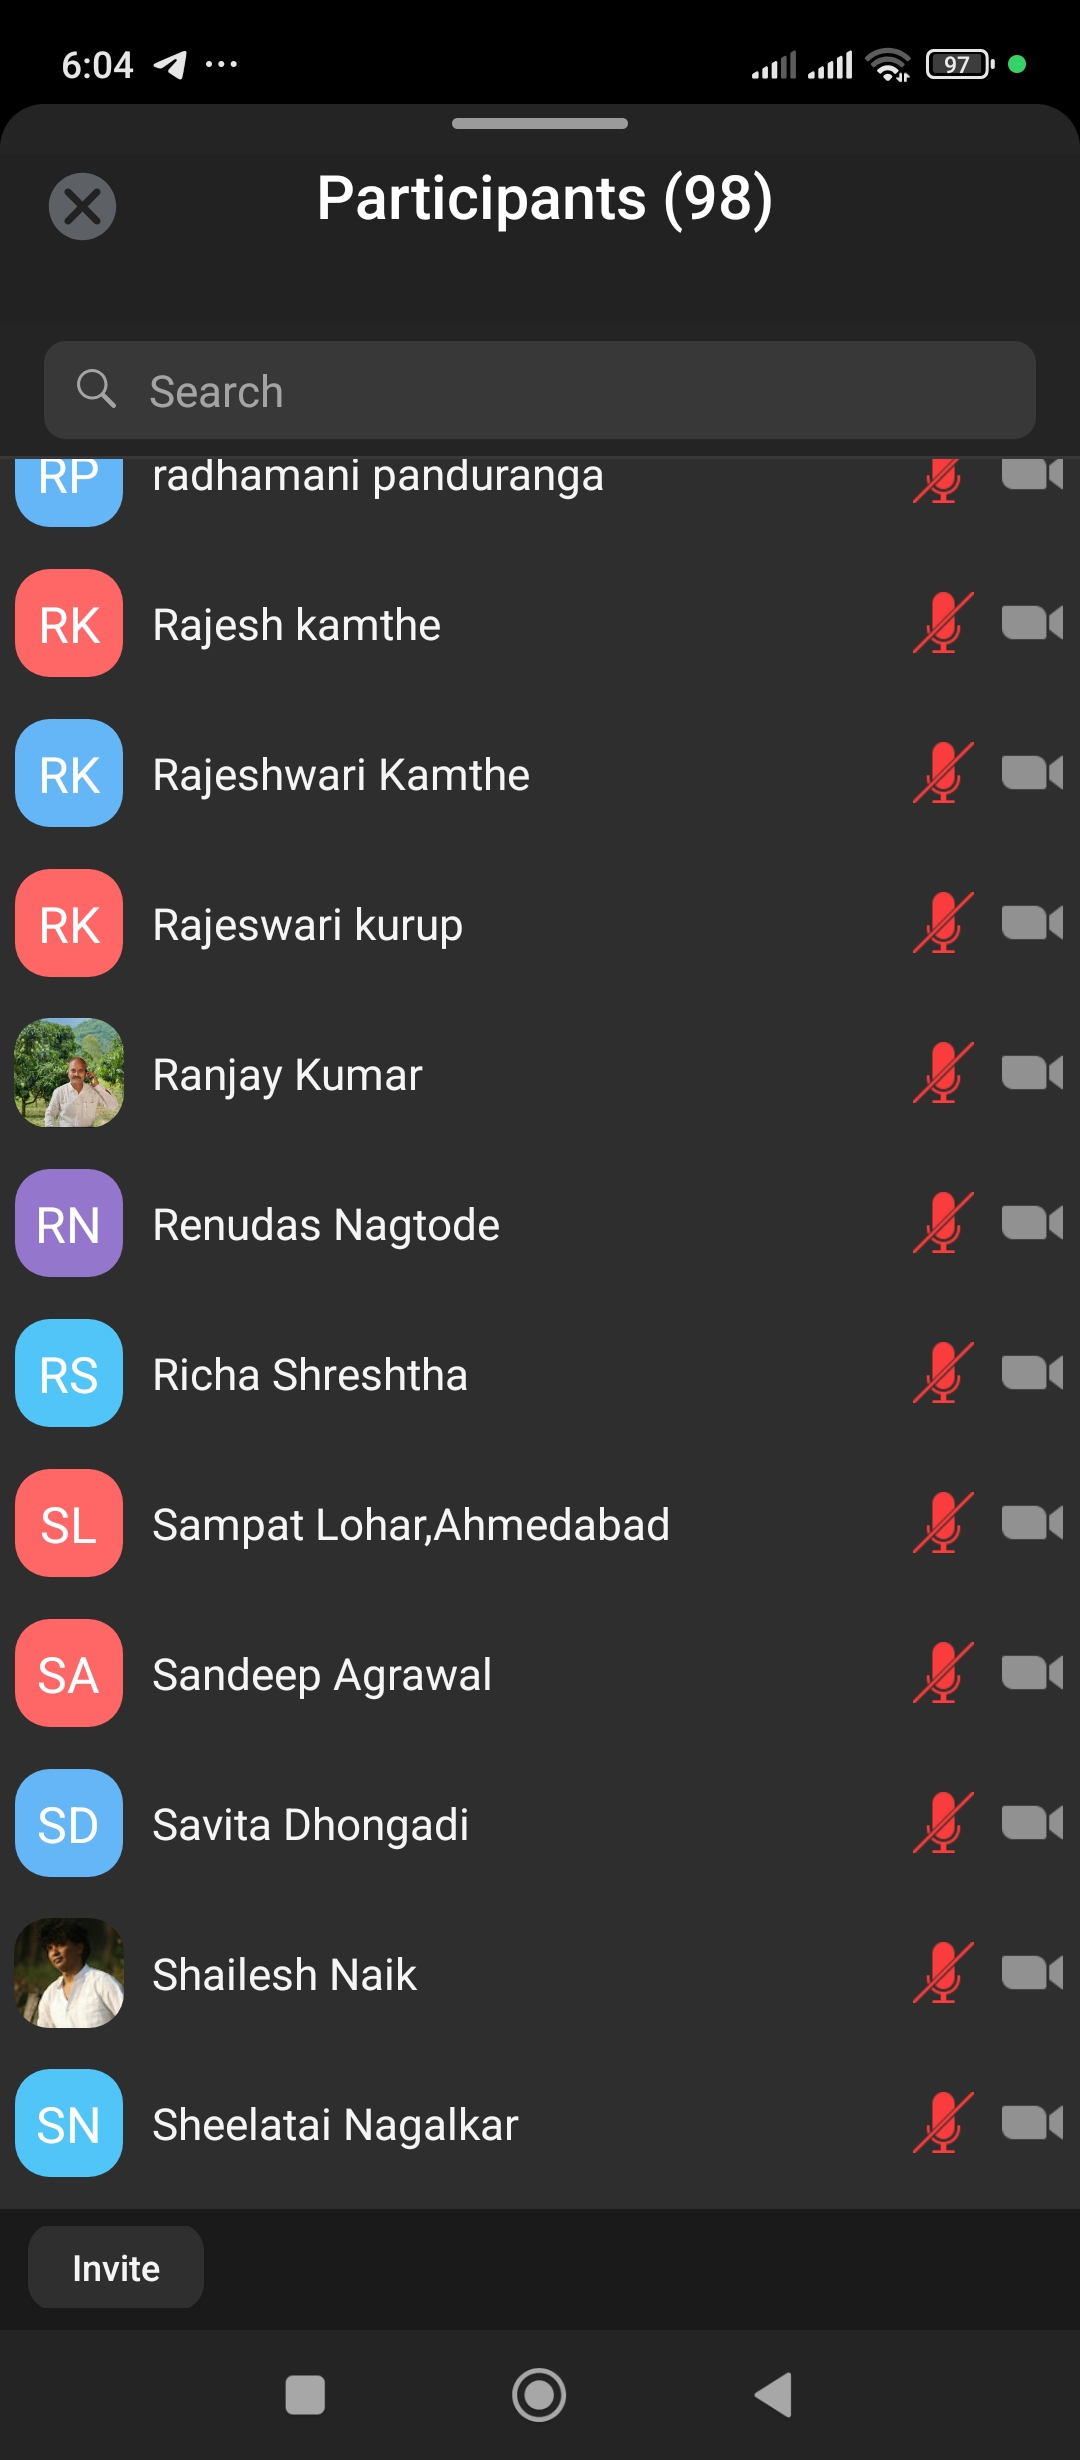 6:04
97
Participants (98)
Search
RP radhamani panduranga
RK Rajesh kamthe
RK Rajeshwari Kamthe
RK Rajeswari kurup
Ranjay Kumar
RN Renudas Nagtode
RS Richa Shreshtha
SL Sampat Lohar,Ahmedabad
SA Sandeep Agrawal
SD Savita Dhongadi
Shailesh Naik
SN Sheelatai Nagalkar
Invite